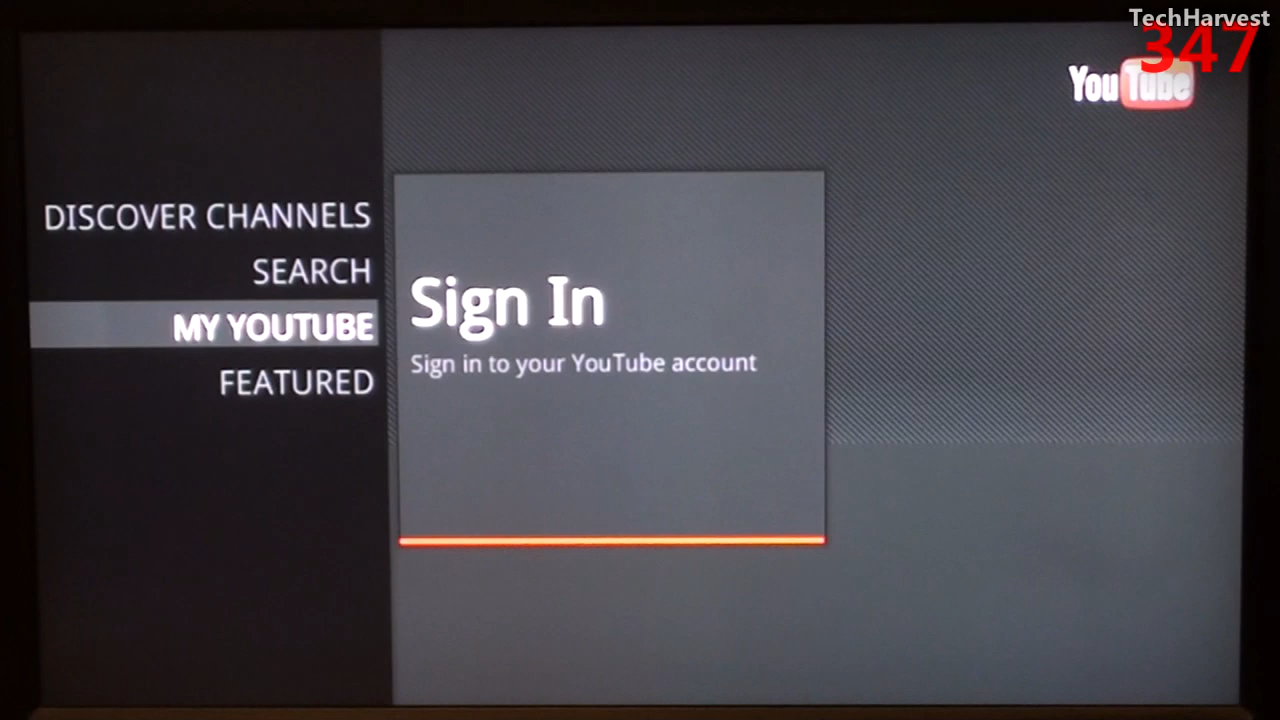 TechHarvest
347
YouTube
DISCOVER CHANNELS
SEARCH
MY YOUTUBE
FEATURED
Sign In
Sign in to your YouTube account